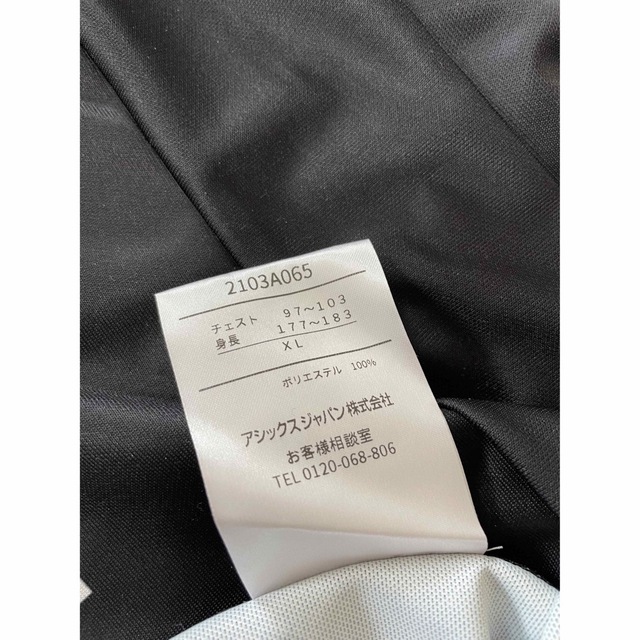 2103A065
チェスト 97～103
身長 177～183
XL
ポリエステル 100%
アシックスジャパン株式会社
お客様相談室
TEL 0120-068-806